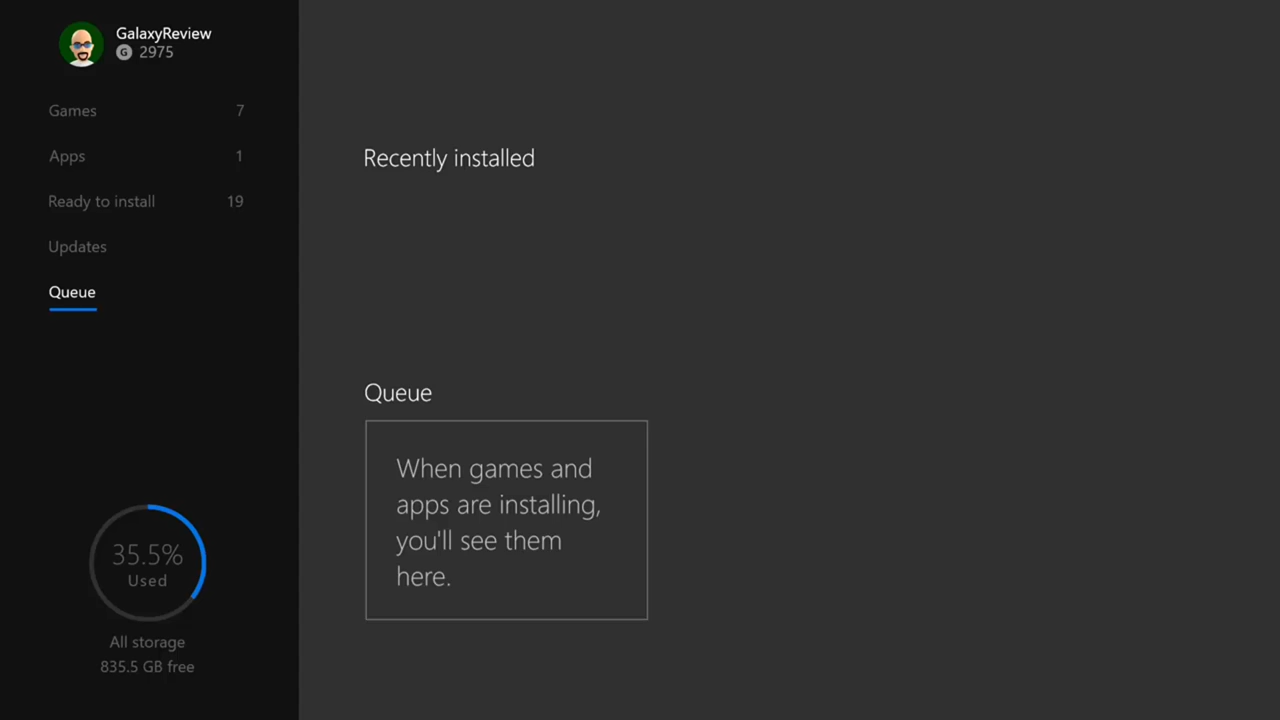 GalaxyReview
G 2975
Games 7
Apps 1
Ready to install 19
Updates
Queue
35.5%
Used
All storage
835.5 GB free
Recently installed
Queue
When games and
apps are installing,
you'll see them
here.